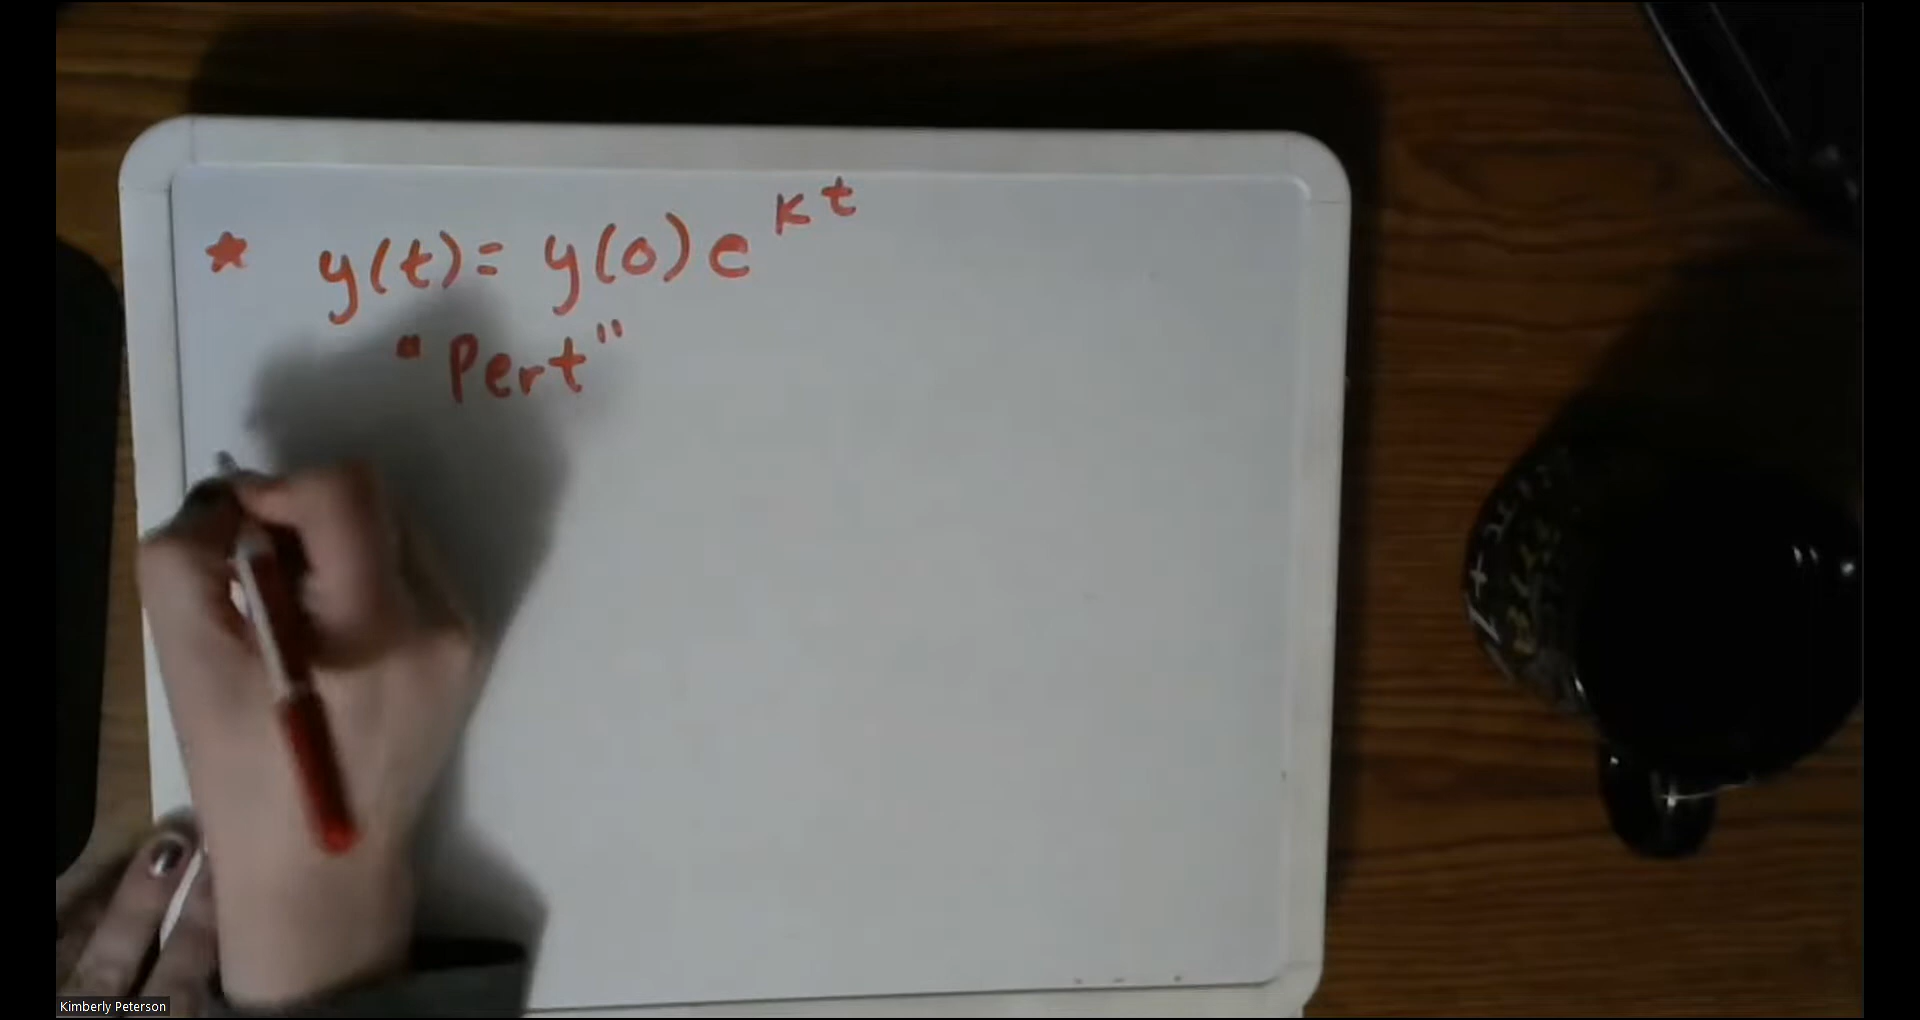 ★ y(t) = y(0) e^{kt}
"Pert"
Kimberly Peterson